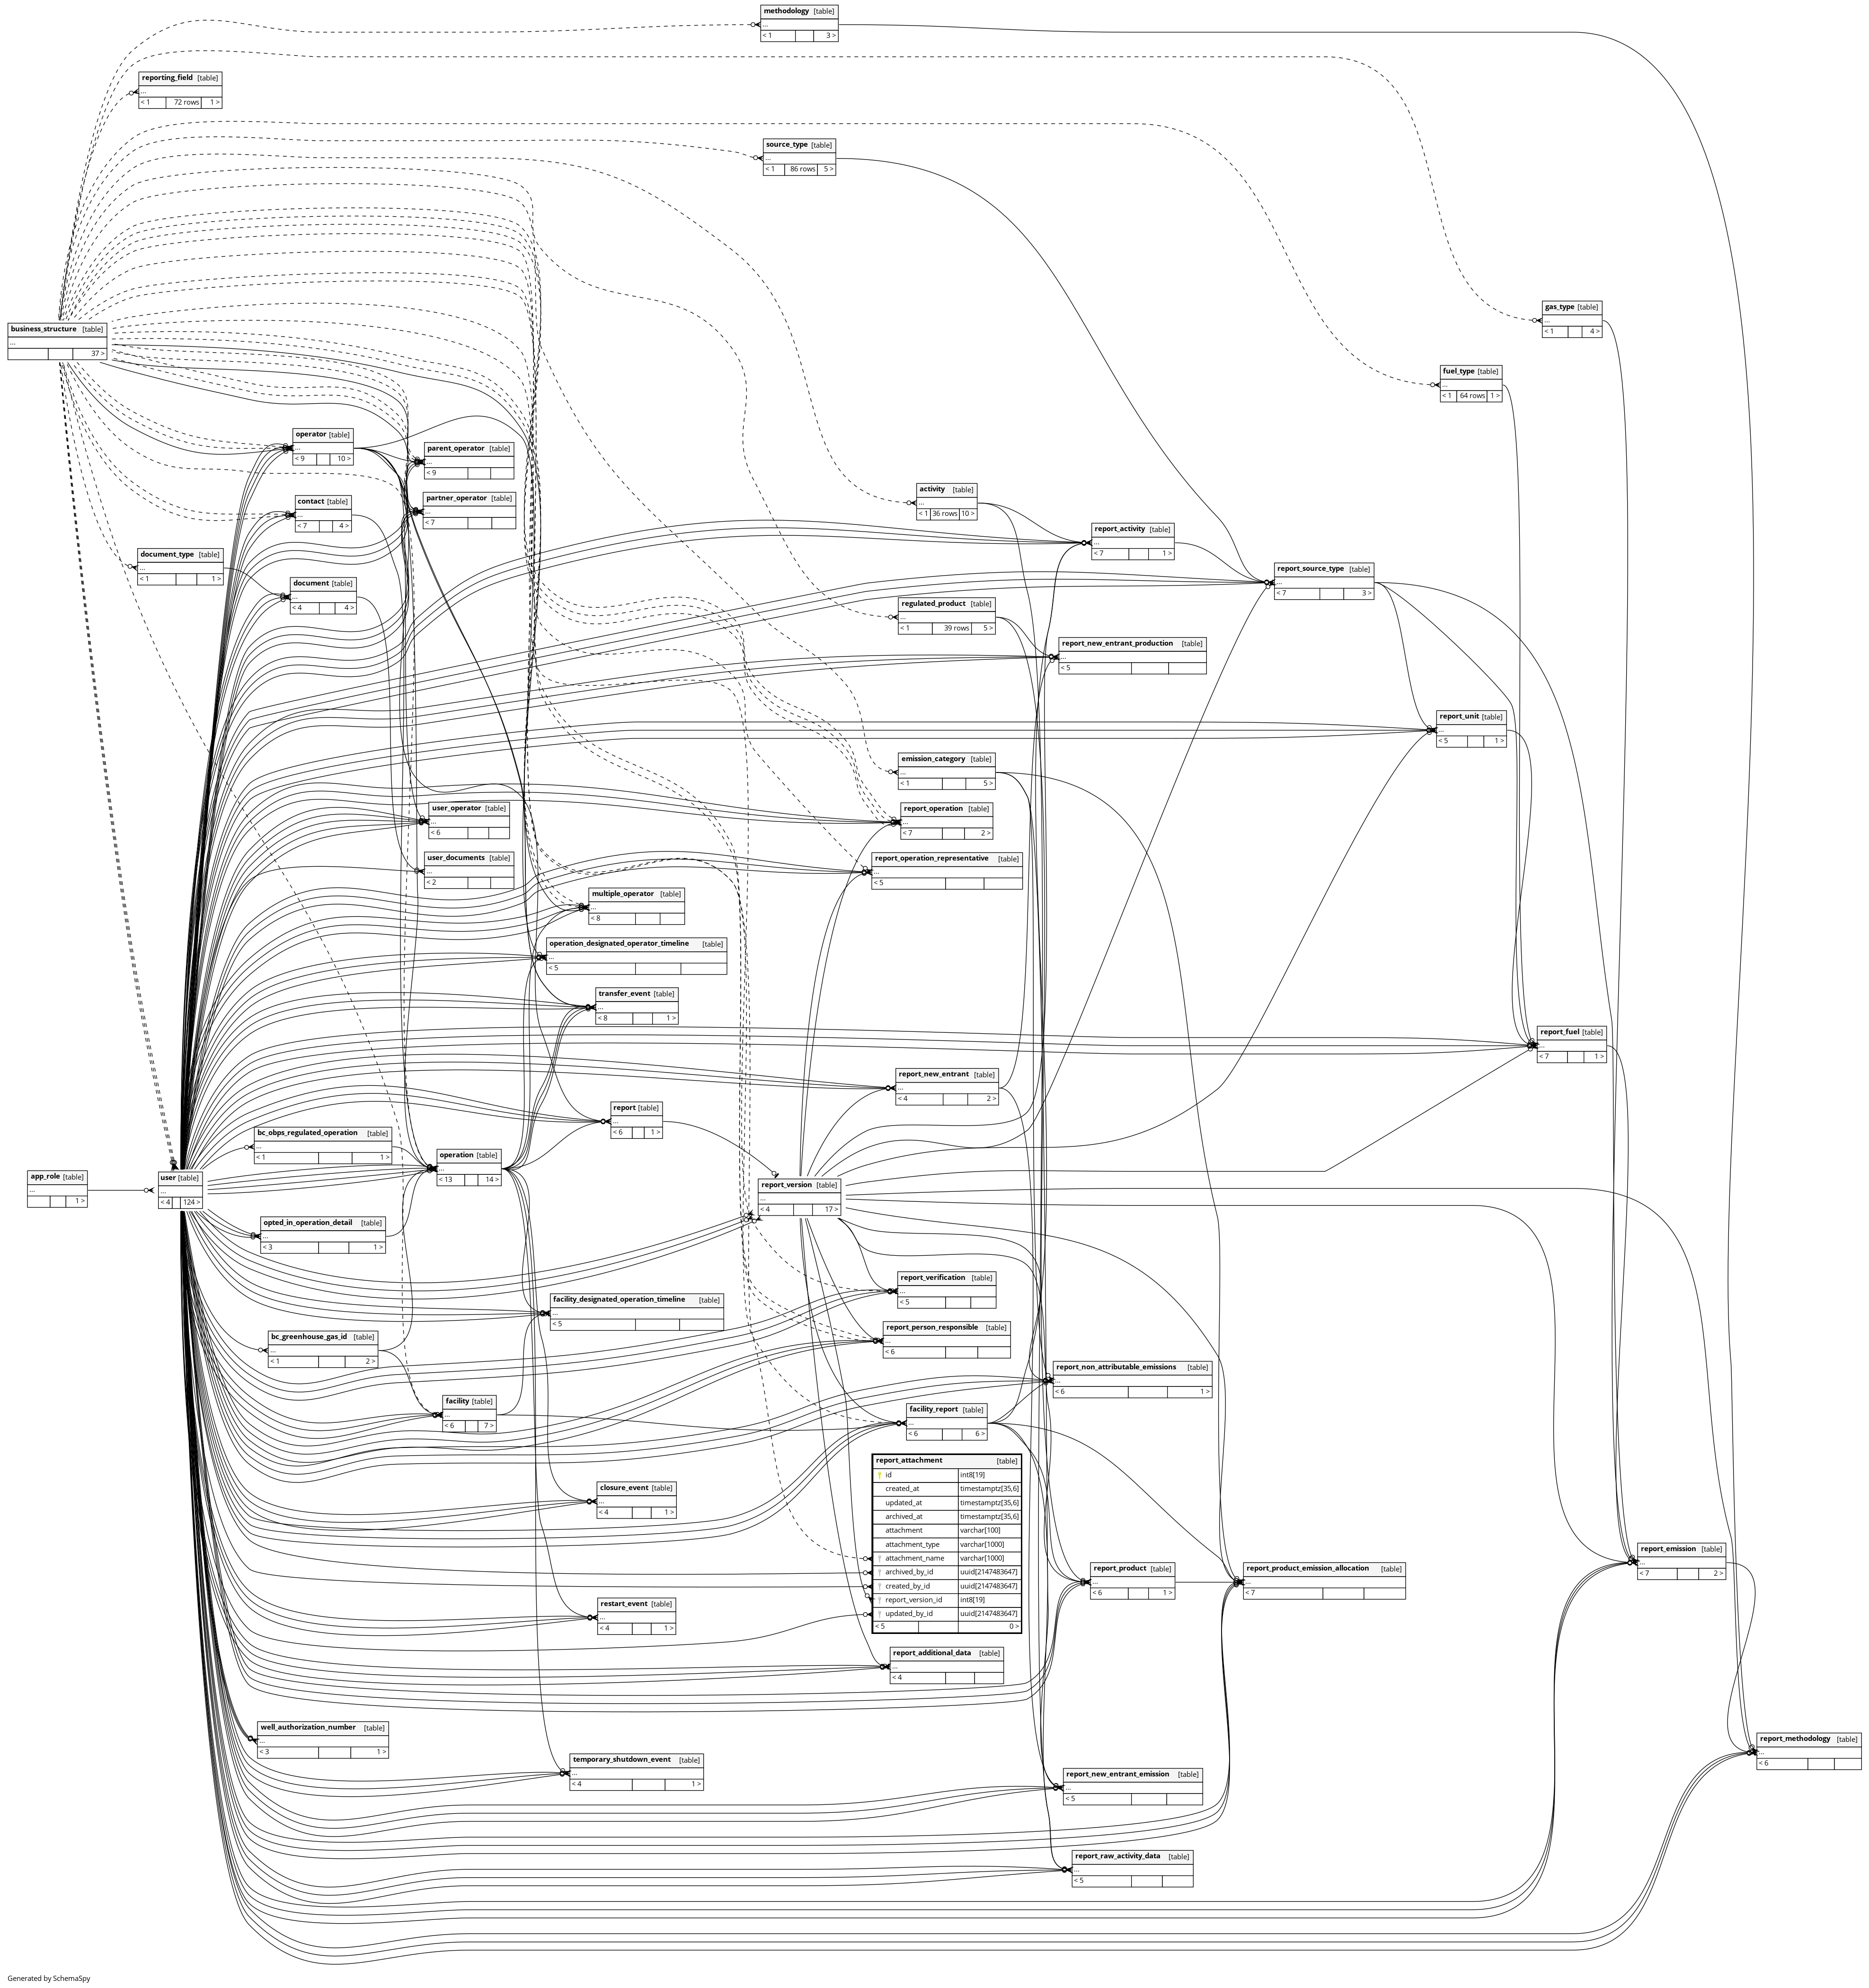 methodology [table]
...
< 1 3 >
reporting_field [table]
...
< 1 72 rows 1 >
source_type [table]
...
< 1 86 rows 5 >
gas_type [table]
...
< 1 4 >
business_structure [table]
...
37 >
fuel_type [table]
...
< 1 64 rows 1 >
operator [table]
...
< 9 10 >
parent_operator [table]
...
< 9
contact [table]
...
< 7 4 >
partner_operator [table]
...
< 7
activity [table]
...
< 1 36 rows 10 >
report_activity [table]
...
< 7 1 >
document_type [table]
...
< 1 1 >
document [table]
...
< 4 4 >
report_source_type [table]
...
< 7 3 >
regulated_product [table]
...
< 1 39 rows 5 >
report_new_entrant_production [table]
...
< 5
report_unit [table]
...
< 5 1 >
emission_category [table]
...
< 1 5 >
user_operator [table]
...
< 6
report_operation [table]
...
< 7 2 >
user_documents [table]
...
< 2
report_operation_representative [table]
...
< 5
multiple_operator [table]
...
< 8
operation_designated_operator_timeline [table]
...
< 5
transfer_event [table]
...
< 8 1 >
report_fuel [table]
...
< 7 1 >
report_new_entrant [table]
...
< 4 2 >
report [table]
...
< 6 1 >
bc_obps_regulated_operation [table]
...
< 1 1 >
operation [table]
...
< 13 14 >
app_role [table]
...
1 >
user [table]
...
< 4 124 >
report_version [table]
...
< 4 17 >
opted_in_operation_detail [table]
...
< 3 1 >
report_verification [table]
...
< 5
facility_designated_operation_timeline [table]
...
< 5
report_person_responsible [table]
...
< 6
bc_greenhouse_gas_id [table]
...
< 1 2 >
report_non_attributable_emissions [table]
...
< 6 1 >
facility [table]
...
< 6 7 >
facility_report [table]
...
< 6 6 >
report_attachment [table]
id int8[19]
created_at timestamptz[35,6]
updated_at timestamptz[35,6]
archived_at timestamptz[35,6]
attachment varchar[100]
attachment_type varchar[1000]
attachment_name varchar[1000]
archived_by_id uuid[2147483647]
created_by_id uuid[2147483647]
report_version_id int8[19]
updated_by_id uuid[2147483647]
< 5 0 >
closure_event [table]
...
< 4 1 >
report_emission [table]
...
< 7 2 >
report_product [table]
...
< 6 1 >
report_product_emission_allocation [table]
...
< 7
restart_event [table]
...
< 4 1 >
report_additional_data [table]
...
< 4
well_authorization_number [table]
...
< 3 1 >
report_methodology [table]
...
< 6
temporary_shutdown_event [table]
...
< 4 1 >
report_new_entrant_emission [table]
...
< 5
report_raw_activity_data [table]
...
< 5
Generated by SchemaSpy